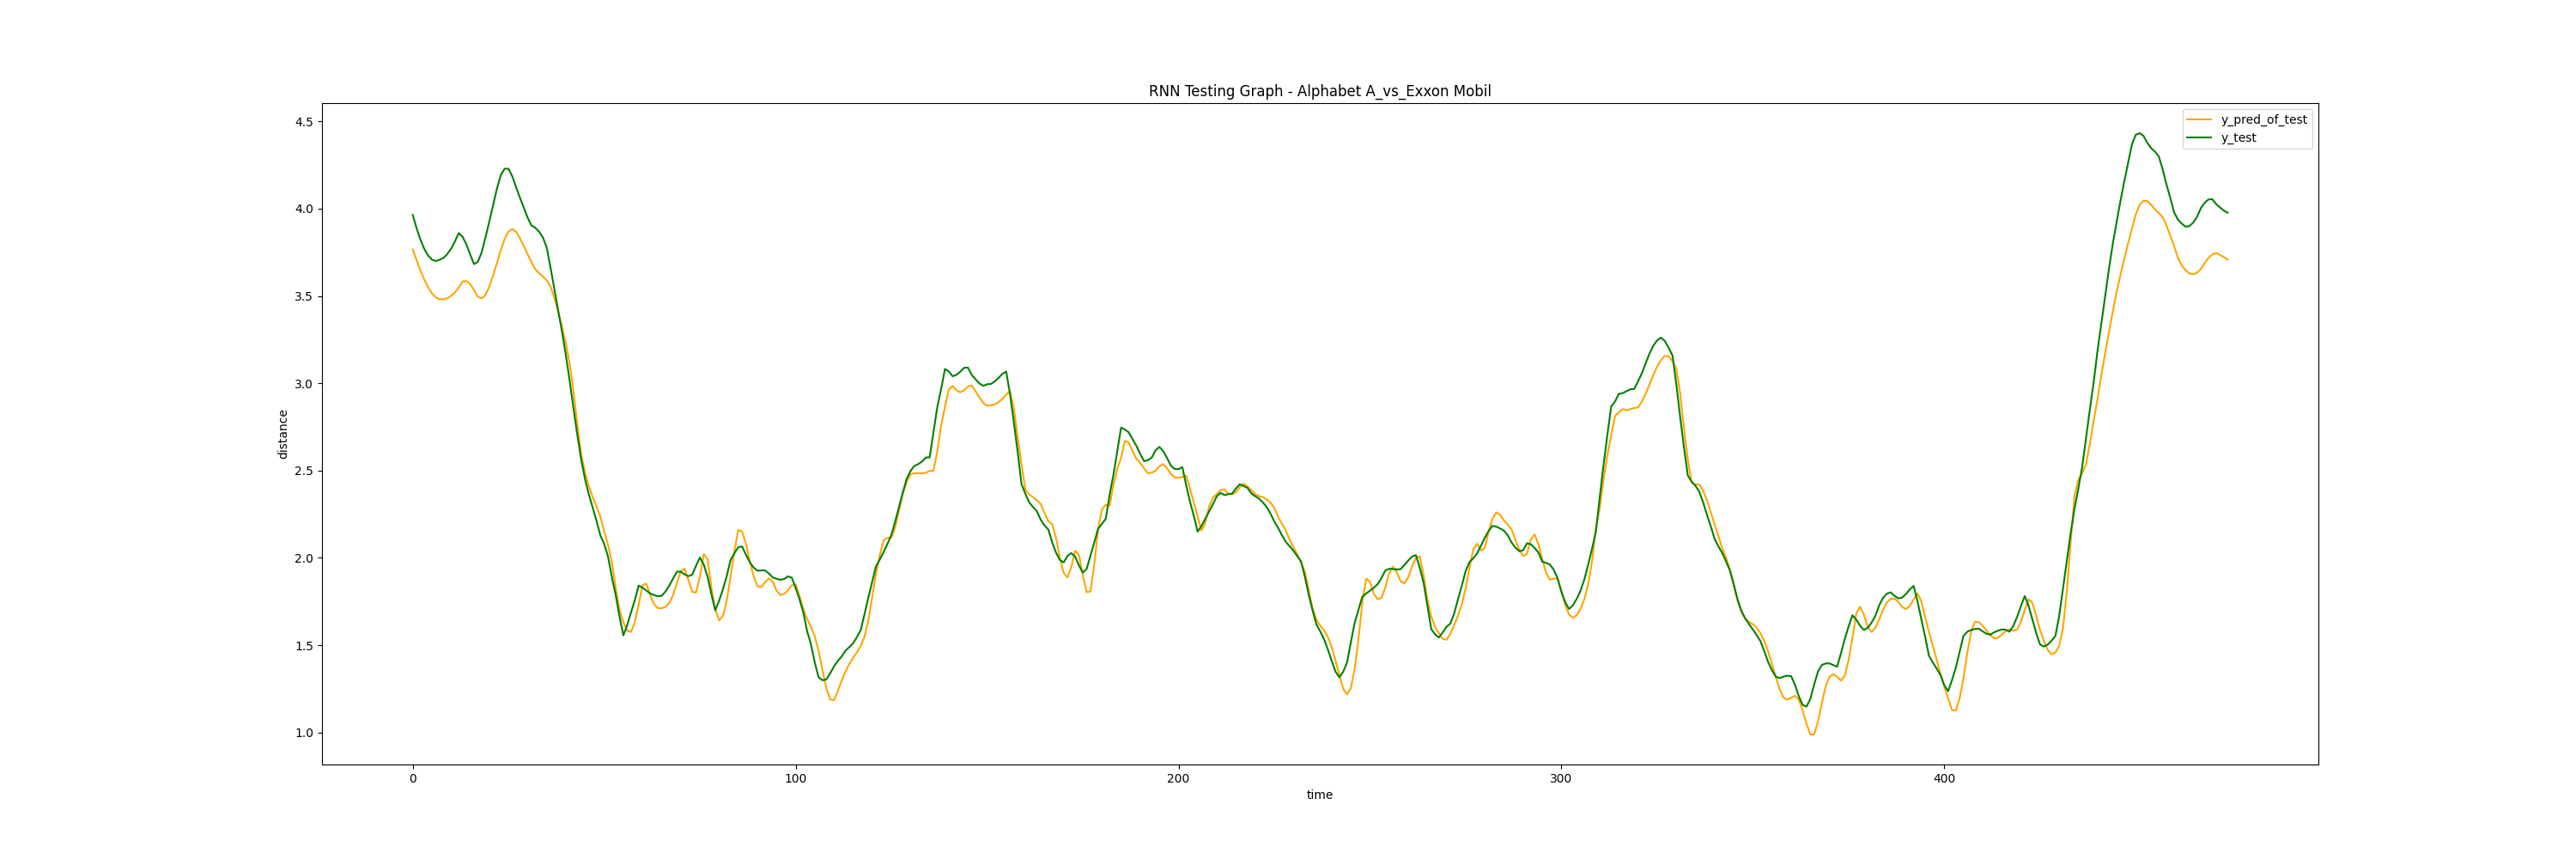 RNN Testing Graph - Alphabet A_vs_Exxon Mobil
y_pred_of_test
y_test
4.5
4.0
3.5
3.0
2.5
2.0
1.5
1.0
distance
0 100 200 300 400
time